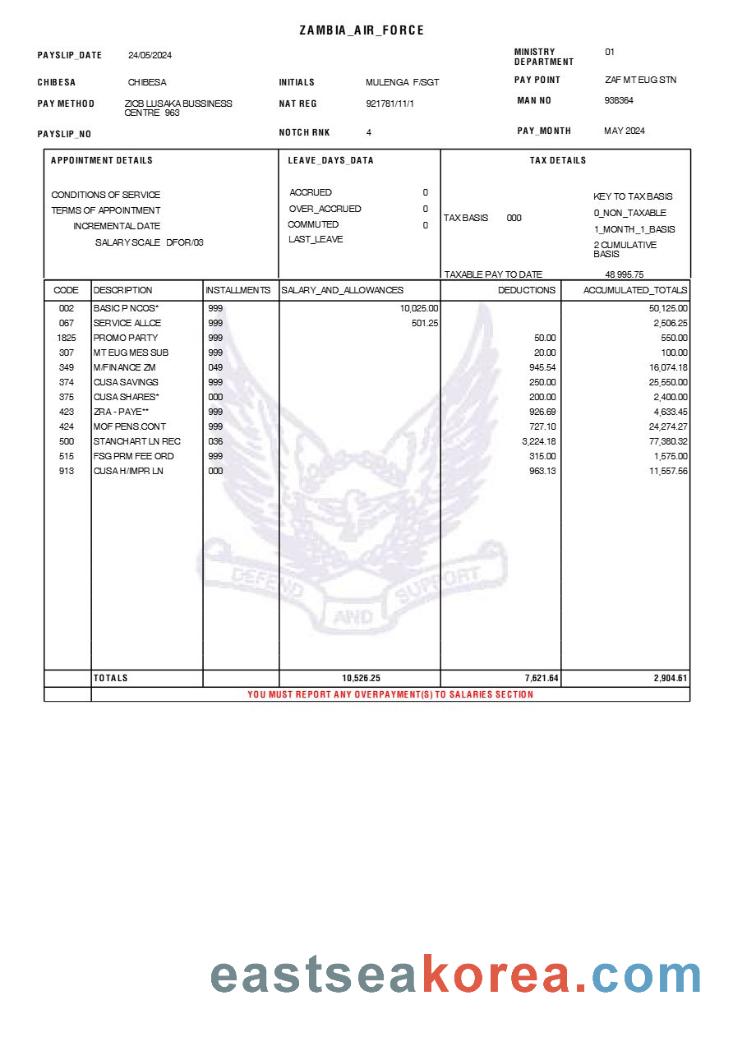 ZAMBIA_AIR_FORCE
PAYSLIP_DATE 24/05/2024 MINISTRY DEPARTMENT 01
CHIBESA CHIBESA INITIALS MULENGA F/SGT PAY POINT ZAF MT EUG STN
PAY METHOD ZICB LUSAKA BUSSINESS CENTRE 963 NAT REG 921781/11/1 MAN NO 938364
PAYSLIP_NO NOTCH RNK 4 PAY_MONTH MAY 2024
APPOINTMENT DETAILS LEAVE_DAYS_DATA TAX DETAILS
CONDITIONS OF SERVICE ACCRUED 0 KEY TO TAX BASIS
TERMS OF APPOINTMENT OVER_ACCRUED 0 TAX BASIS 000 0_NON_TAXABLE
INCREMENTAL DATE COMMUTED 0 1_MONTH_1_BASIS
SALARY SCALE DFOR/03 LAST_LEAVE 2 CUMULATIVE BASIS
TAXABLE PAY TO DATE 48 995.75
CODE DESCRIPTION INSTALLMENTS SALARY_AND_ALLOWANCES DEDUCTIONS ACCUMULATED_TOTALS
002 BASIC P NCOS* 999 10,025.00 50,125.00
067 SERVICE ALLCE 999 501.25 2,506.25
1825 PROMO PARTY 999 50.00 550.00
307 MT EUG MES SUB 999 20.00 100.00
349 M/FINANCE ZM 049 945.54 16,074.18
374 CUSA SAVINGS 999 250.00 25,550.00
375 CUSA SHARES* 000 200.00 2,400.00
423 ZRA - PAYE** 999 926.69 4,633.45
424 MOF PENS.CONT 999 727.10 24,274.27
500 STANCHART LN REC 036 3,224.18 77,380.32
515 FSG PRM FEE ORD 999 315.00 1,575.00
913 CUSA H/IMPR LN 000 963.13 11,557.56
DEFEND AND SUPPORT
TOTALS 10,526.25 7,621.64 2,904.61
YOU MUST REPORT ANY OVERPAYMENT(S) TO SALARIES SECTION
eastseakorea.com